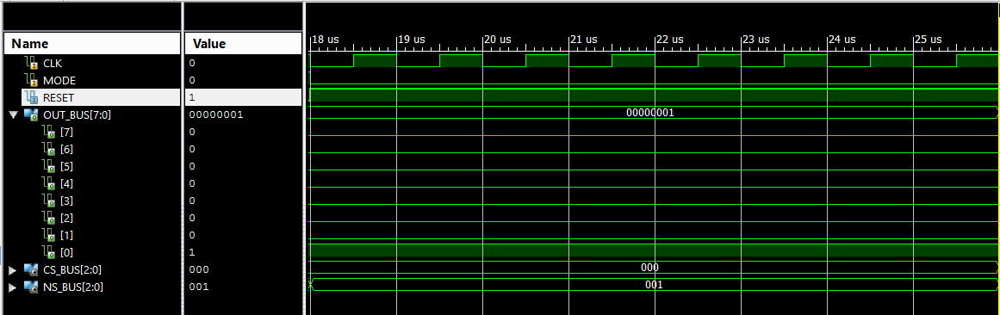 18 us 19 us 20 us 21 us 22 us 23 us 24 us 25 us
Name Value
CLK 0
MODE 0
RESET 1
OUT_BUS[7:0] 00000001 00000001
[7] 0
[6] 0
[5] 0
[4] 0
[3] 0
[2] 0
[1] 0
[0] 1
CS_BUS[2:0] 000 000
NS_BUS[2:0] 001 001